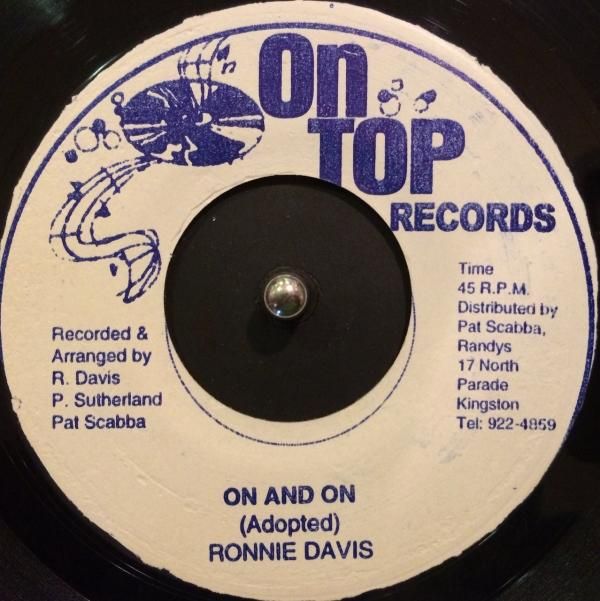 On
TOP
RECORDS
Time
45 R.P.M.
Distributed by
Pat Scabba,
Randys
17 North
Parade
Kingston
Tel: 922-4859
Recorded &
Arranged by
R. Davis
P. Sutherland
Pat Scabba
ON AND ON
(Adopted)
RONNIE DAVIS